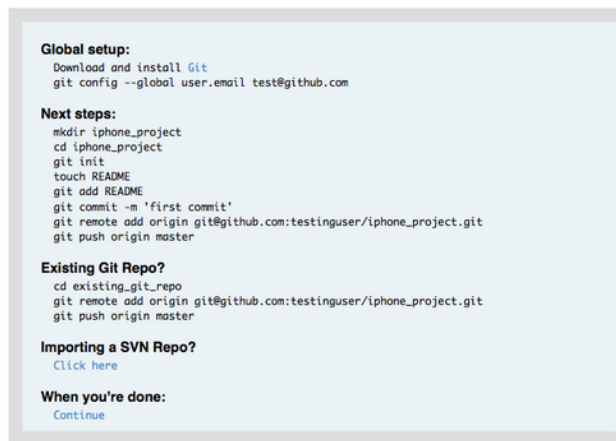 Global setup:
Download and install Git
git config --global user.email test@github.com
Next steps:
mkdir iphone_project
cd iphone_project
git init
touch README
git add README
git commit -m 'first commit'
git remote add origin git@github.com:testinguser/iphone_project.git
git push origin master
Existing Git Repo?
cd existing_git_repo
git remote add origin git@github.com:testinguser/iphone_project.git
git push origin master
Importing a SVN Repo?
Click here
When you're done:
Continue